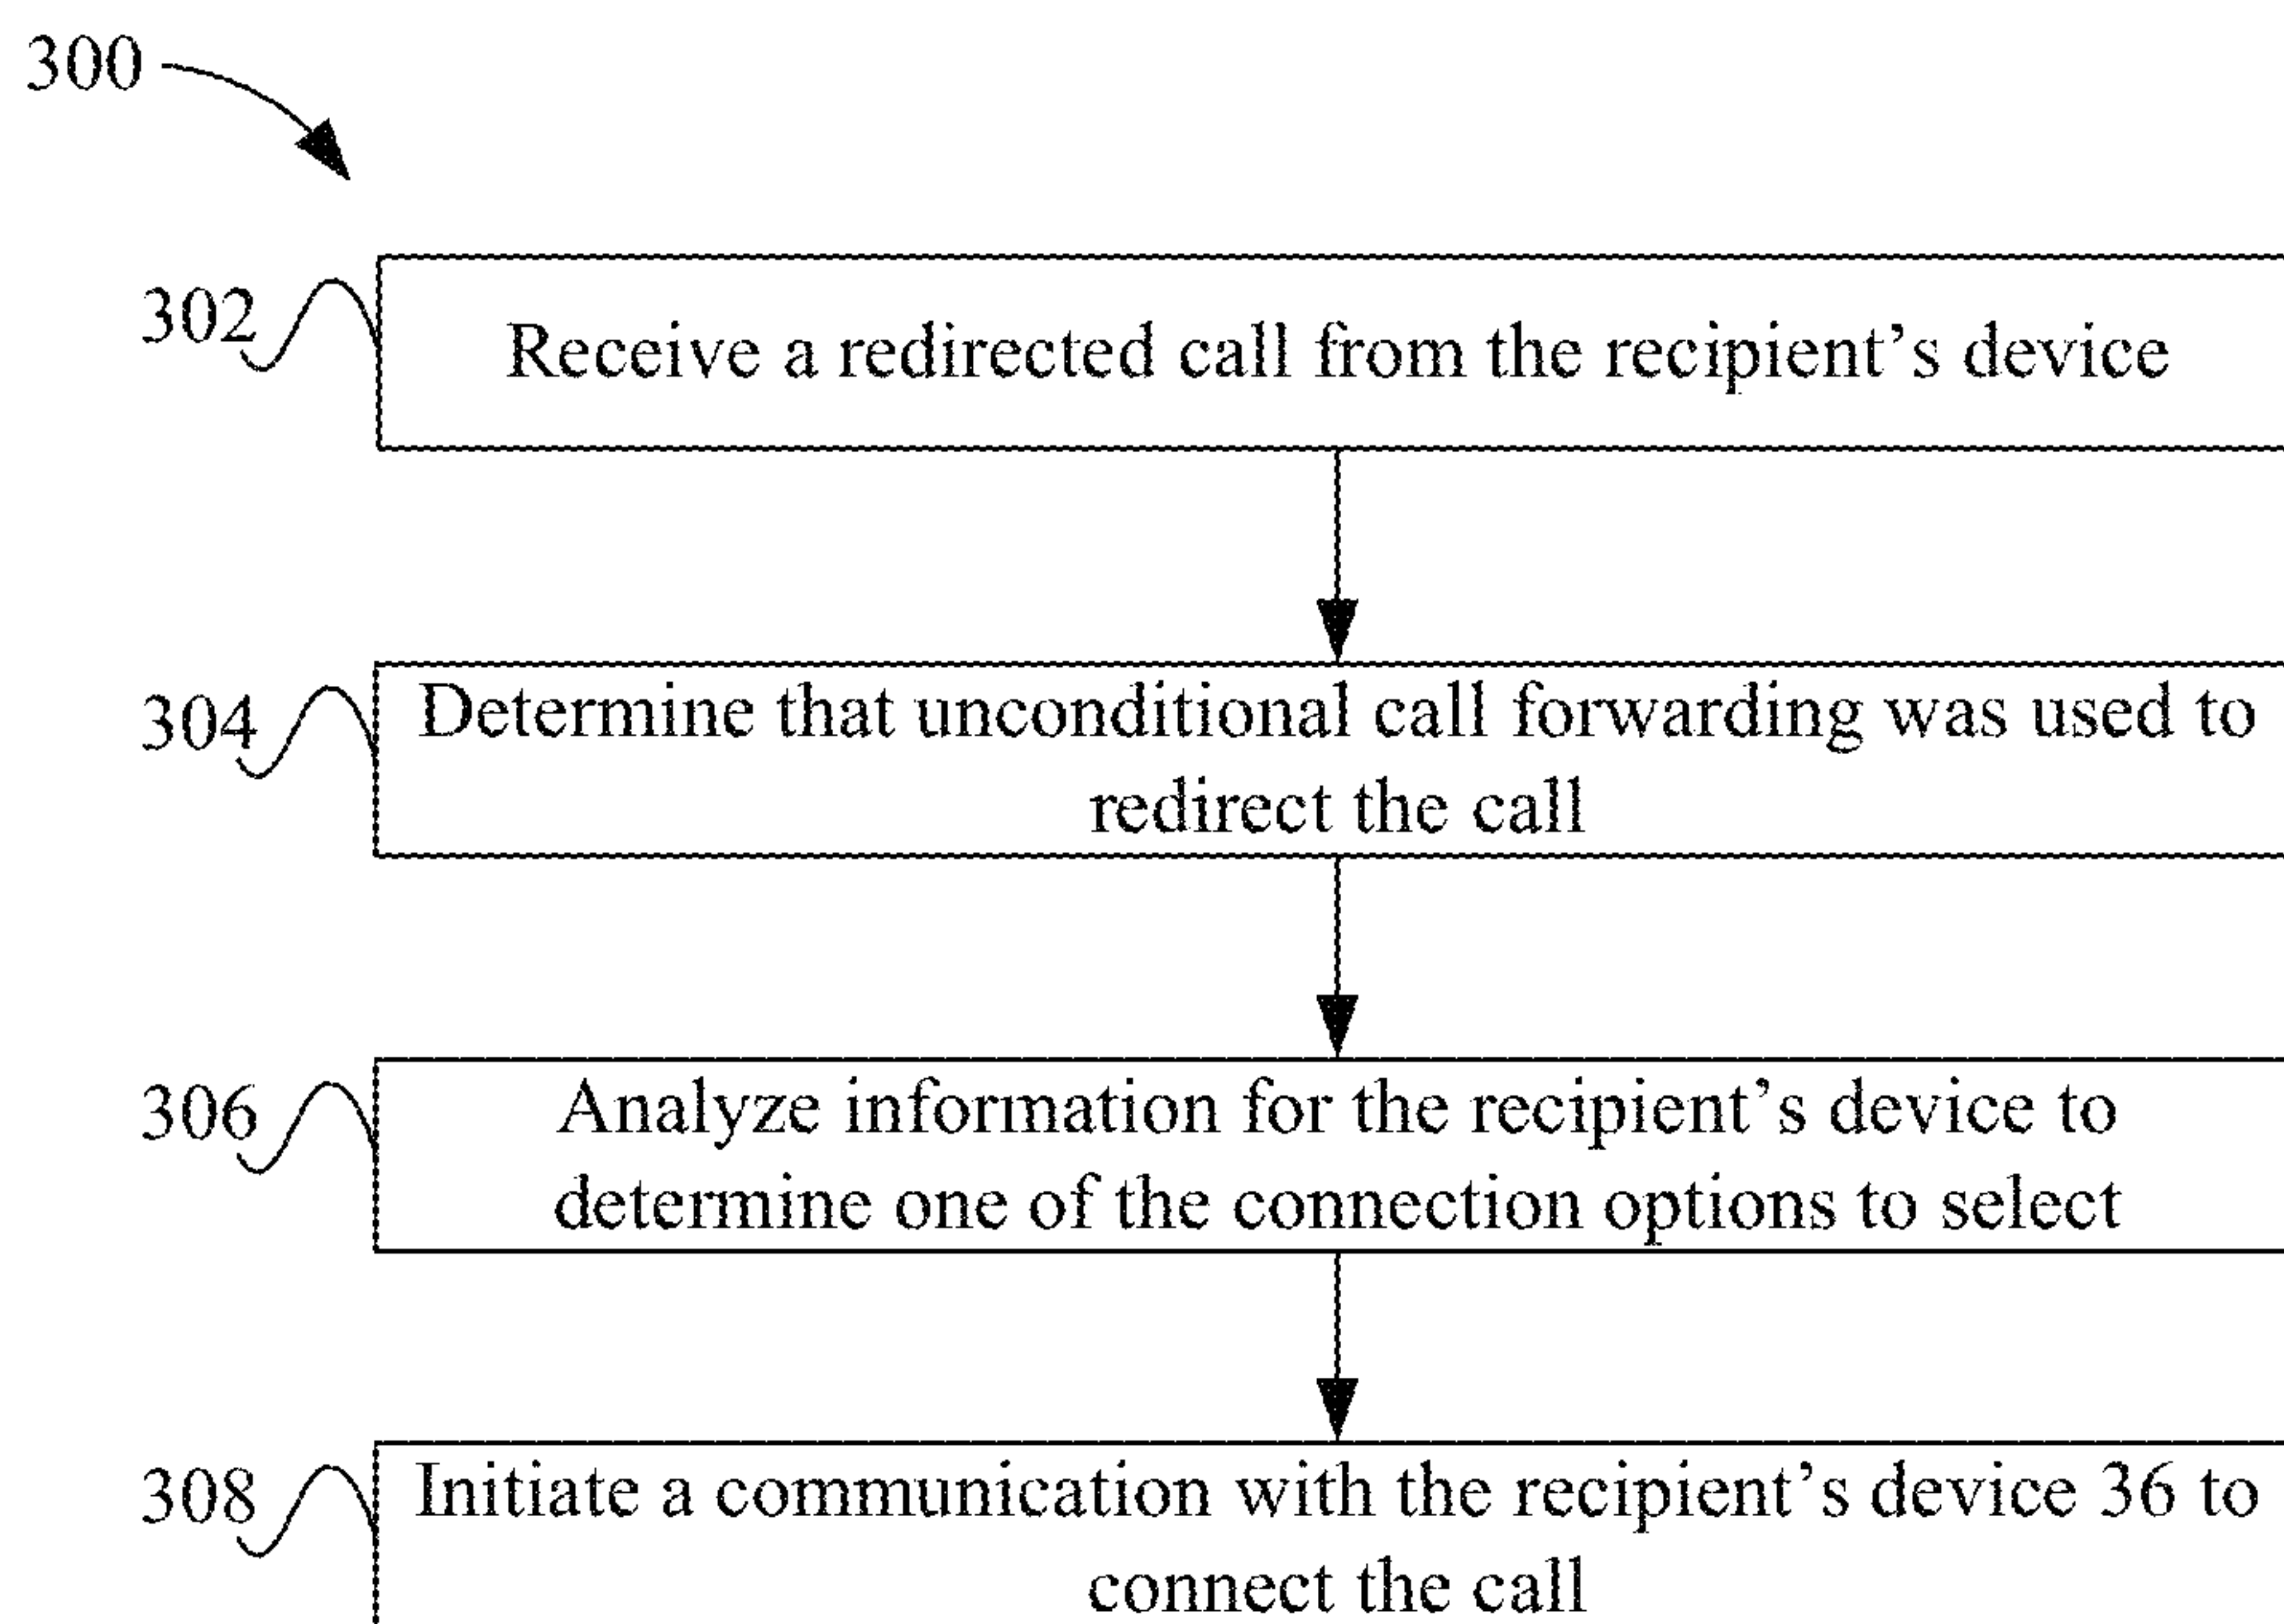 300
302
Receive a redirected call from the recipient’s device
304
Determine that unconditional call forwarding was used to
redirect the call
306
Analyze information for the recipient’s device to
determine one of the connection options to select
308
Initiate a communication with the recipient’s device 36 to
connect the call